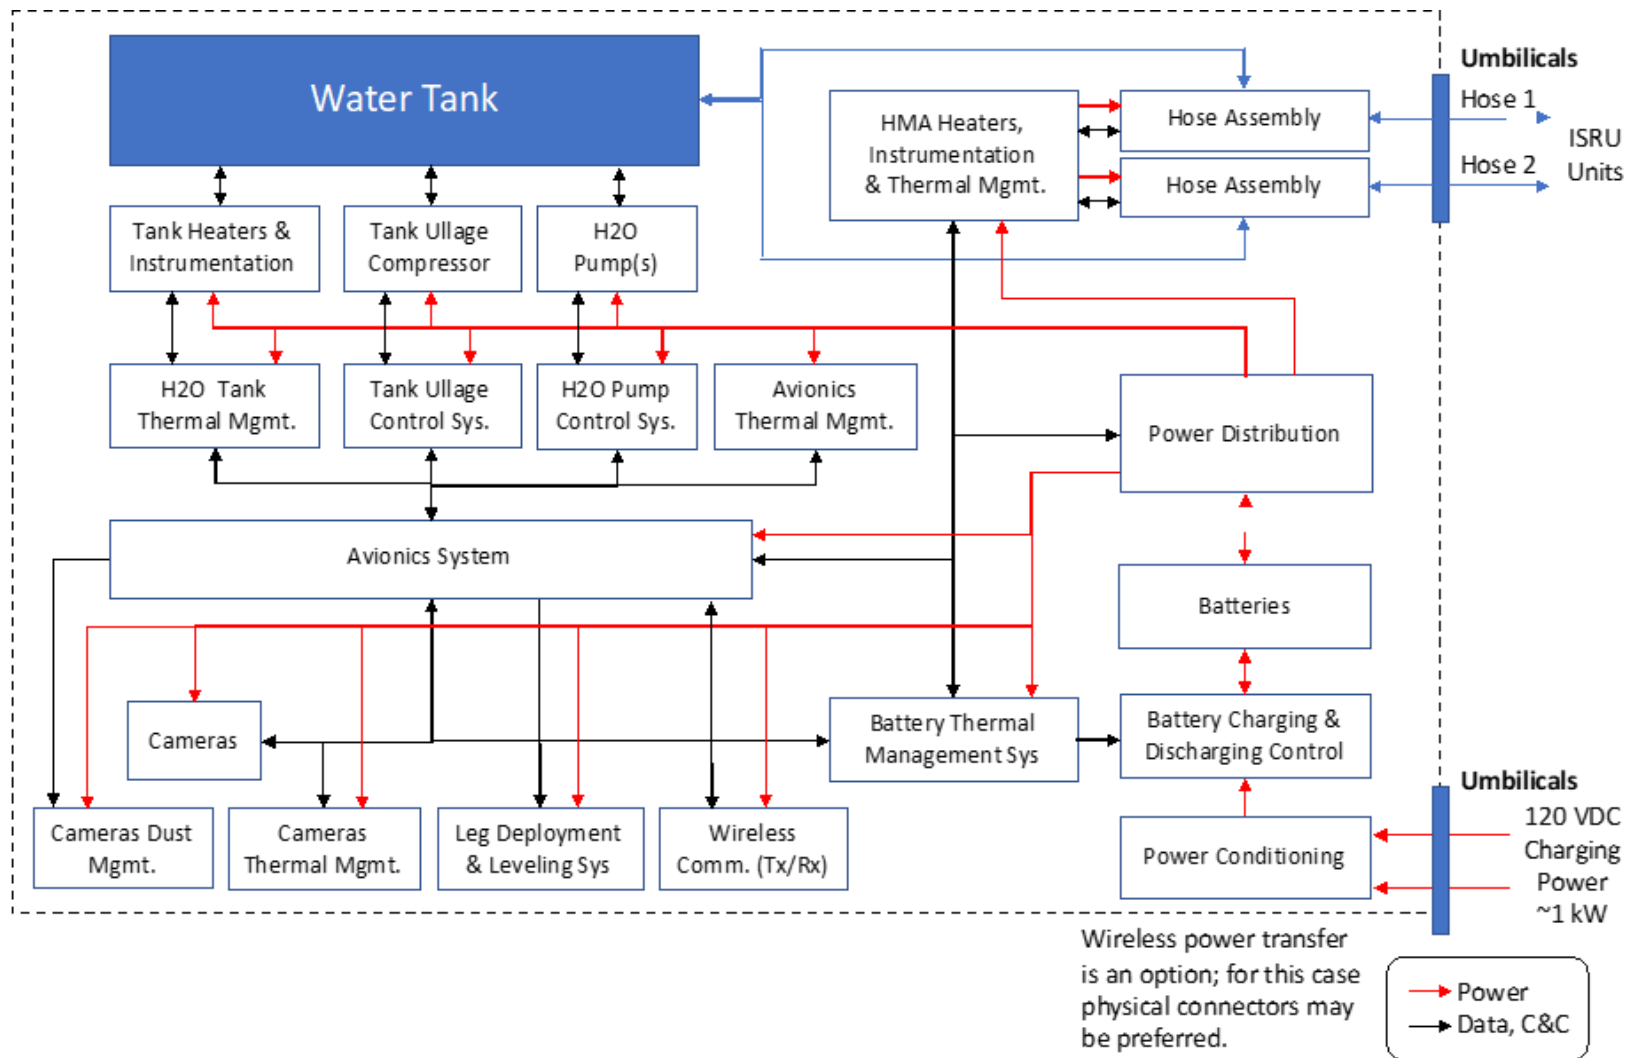 Umbilicals
Water Tank
HMA Heaters,
Instrumentation
& Thermal Mgmt.
Hose Assembly
Hose Assembly
Hose 1
Hose 2
ISRU
Units
Tank Heaters &
Instrumentation
Tank Ullage
Compressor
H2O
Pump(s)
H2O Tank
Thermal Mgmt.
Tank Ullage
Control Sys.
H2O Pump
Control Sys.
Avionics
Thermal Mgmt.
Power Distribution
Avionics System
Batteries
Cameras
Battery Thermal
Management Sys
Battery Charging &
Discharging Control
Cameras Dust
Mgmt.
Cameras
Thermal Mgmt.
Leg Deployment
& Leveling Sys
Wireless
Comm. (Tx/Rx)
Power Conditioning
Umbilicals
120 VDC
Charging
Power
~1 kW
Wireless power transfer
is an option; for this case
physical connectors may
be preferred.
Power
Data, C&C